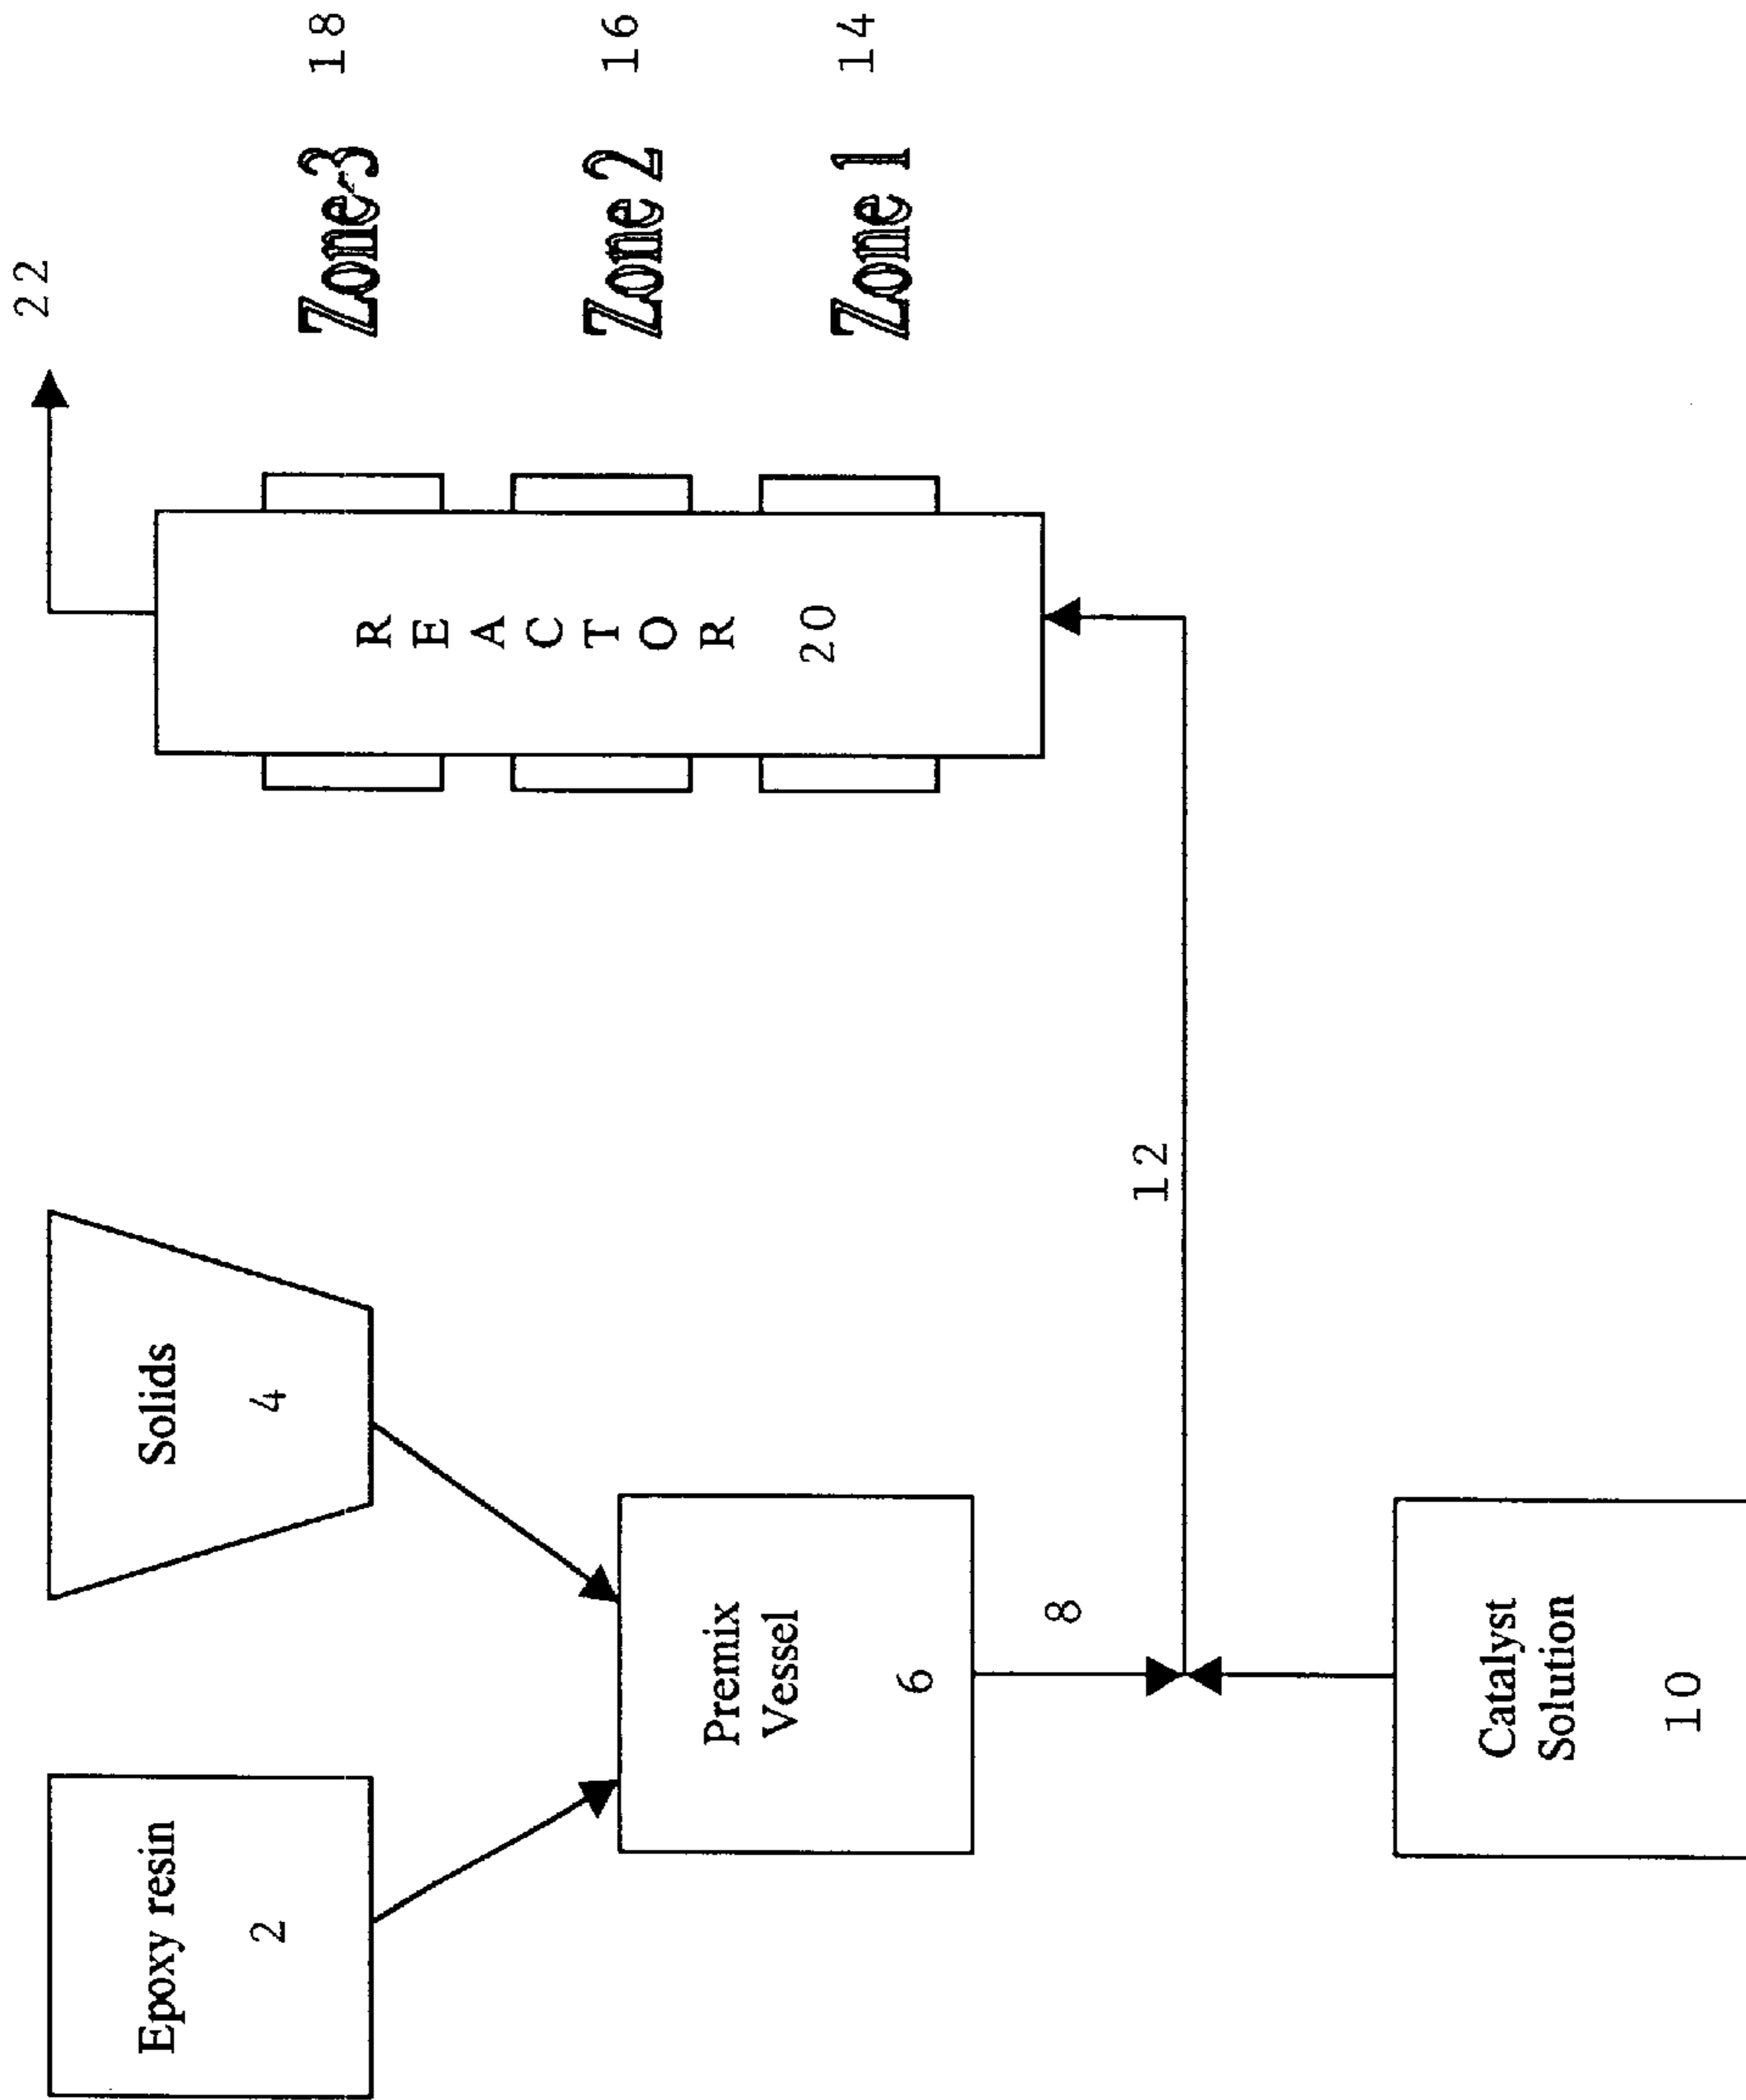 Epoxy resin
2
Solids
4
Premix
Vessel
6
8
Catalyst
Solution
10
12
REACTOR
20
22
Zone 3 18
Zone 2 16
Zone 1 14